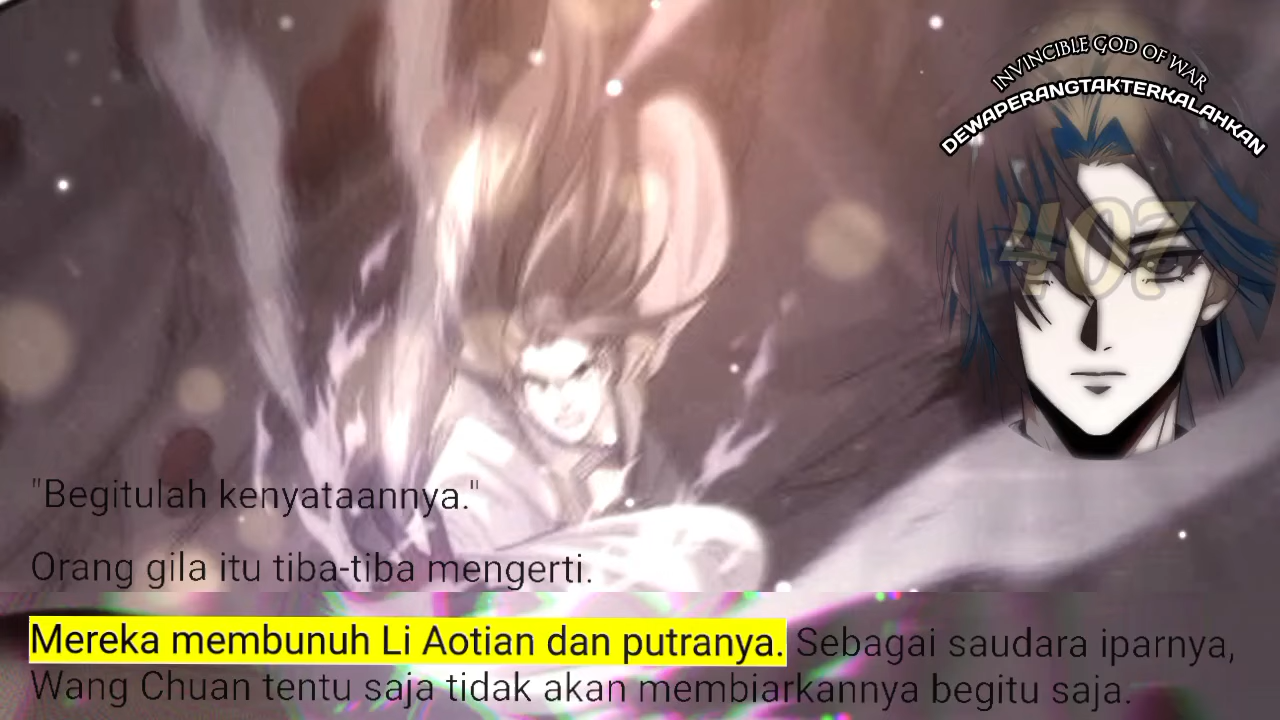 INVINCIBLE GOD OF WAR
DEWAPERANGTAKTERKALAHKAN
407
"Begitulah kenyataannya."
Orang gila itu tiba-tiba mengerti.
Mereka membunuh Li Aotian dan putranya. Sebagai saudara iparnya,
Wang Chuan tentu saja tidak akan membiarkannya begitu saja.